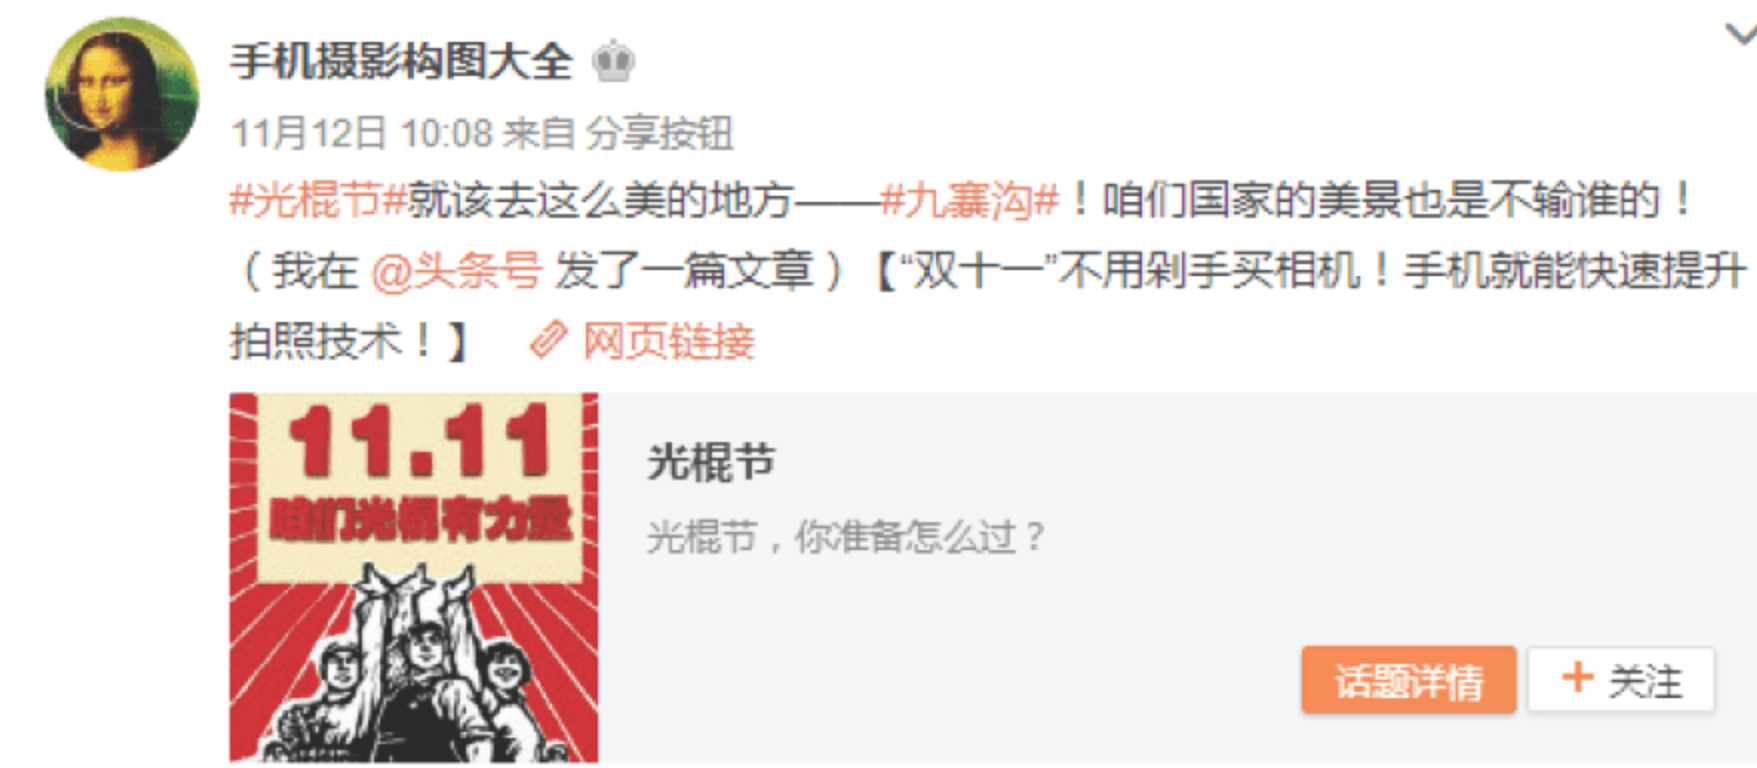 手机摄影构图大全
11月12日 10:08 来自 分享按钮
#光棍节#就该去这么美的地方——#九寨沟#！咱们国家的美景也是不输谁的！
（我在 @头条号 发了一篇文章）【“双十一”不用剁手买相机！手机就能快速提升
拍照技术！】 网页链接
11.11
咱们光棍有力量
光棍节
光棍节，你准备怎么过？
话题详情
+ 关注